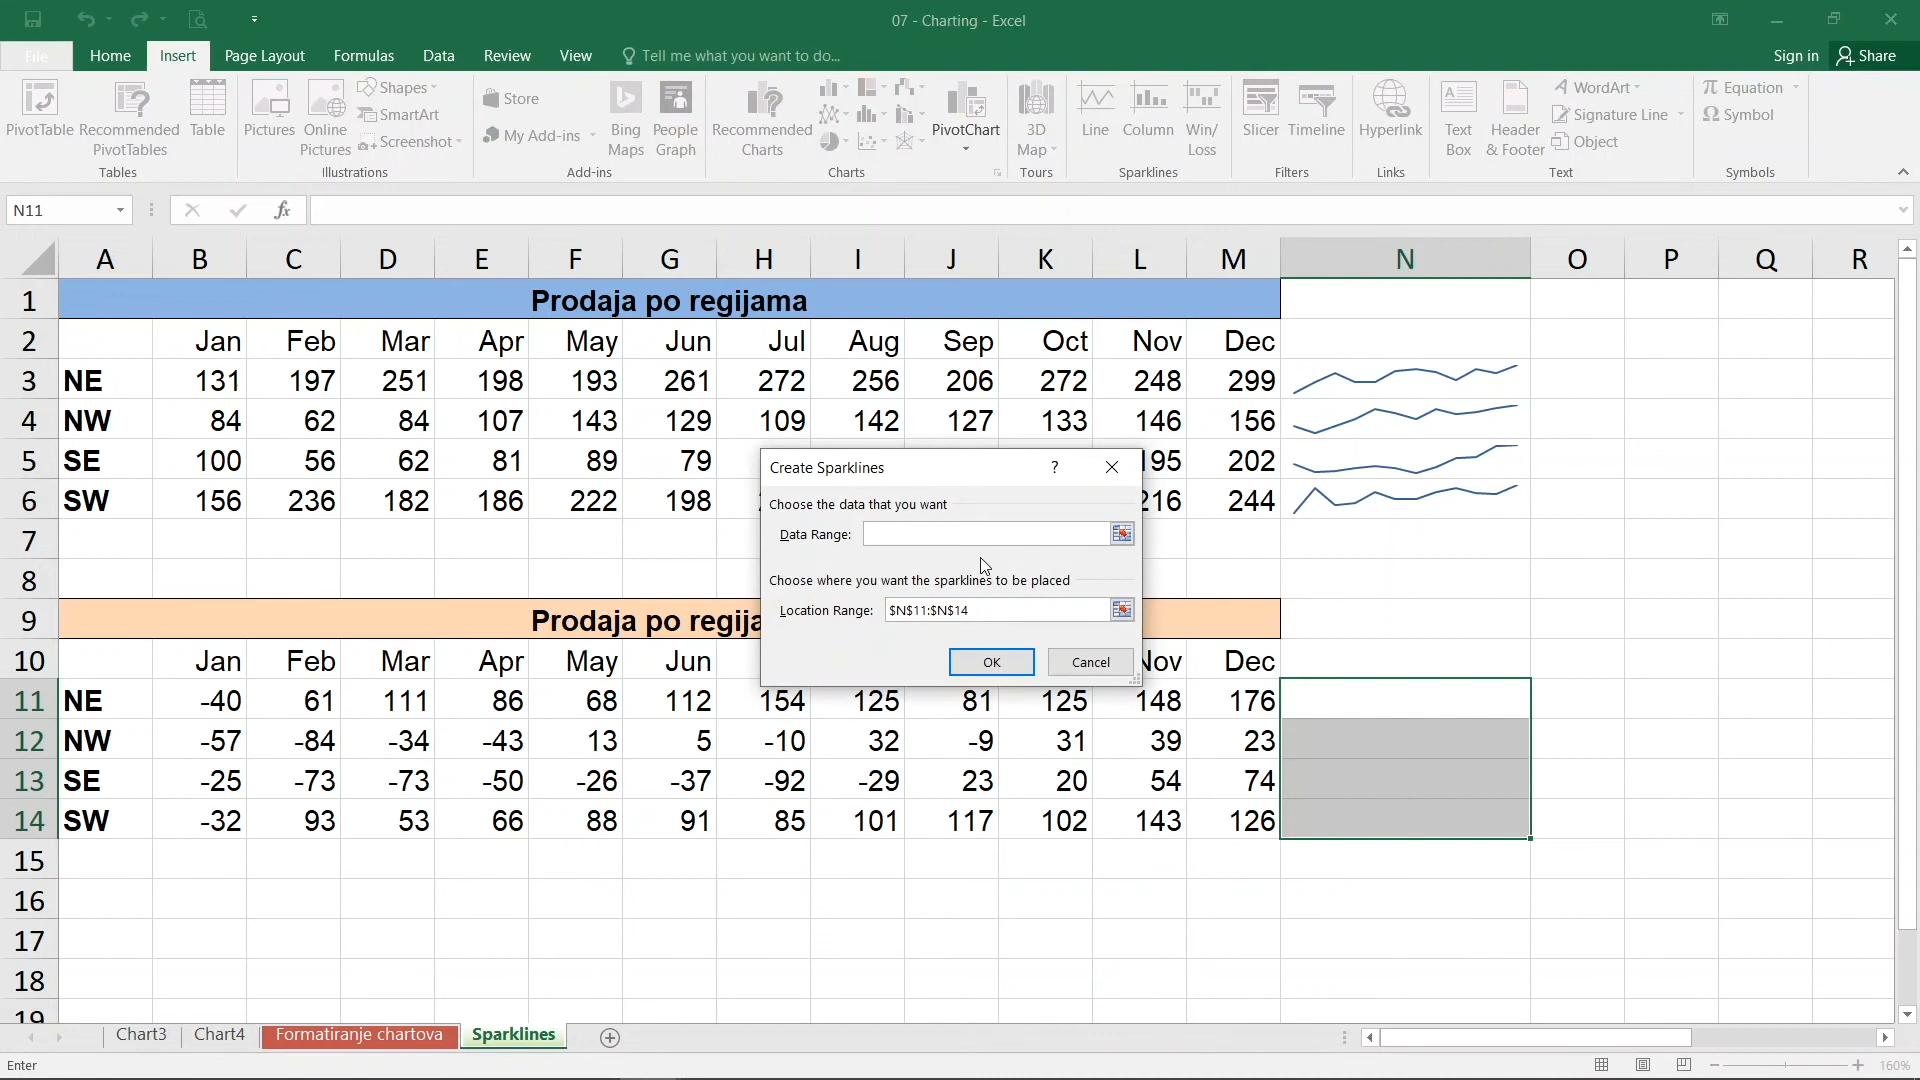 07 - Charting - Excel
File Home Insert Page Layout Formulas Data Review View Tell me what you want to do... Sign in Share
PivotTable Recommended PivotTables Table
Tables
Pictures Online Pictures Shapes SmartArt Screenshot
Illustrations
Store My Add-ins Bing Maps People Graph
Add-ins
Recommended Charts PivotChart
Charts
3D Map
Tours
Line Column Win/ Loss
Sparklines
Slicer Timeline
Filters
Hyperlink
Links
Text Box Header & Footer WordArt Signature Line Object
Text
Equation Symbol
Symbols
N11 fx
A B C D E F G H I J K L M N O P Q R
1 Prodaja po regijama
2 Jan Feb Mar Apr May Jun Jul Aug Sep Oct Nov Dec
3 NE 131 197 251 198 193 261 272 256 206 272 248 299
4 NW 84 62 84 107 143 129 109 142 127 133 146 156
5 SE 100 56 62 81 89 79 195 202
6 SW 156 236 182 186 222 198 216 244
7
8
9 Prodaja po regija
10 Jan Feb Mar Apr May Jun Nov Dec
11 NE -40 61 111 86 68 112 154 125 81 125 148 176
12 NW -57 -84 -34 -43 13 5 -10 32 -9 31 39 23
13 SE -25 -73 -73 -50 -26 -37 -92 -29 23 20 54 74
14 SW -32 93 53 66 88 91 85 101 117 102 143 126
15
16
17
18
19
Create Sparklines ?
Choose the data that you want
Data Range:
Choose where you want the sparklines to be placed
Location Range: $N$11:$N$14
OK Cancel
Chart3 Chart4 Formatiranje chartova Sparklines
Enter 160%